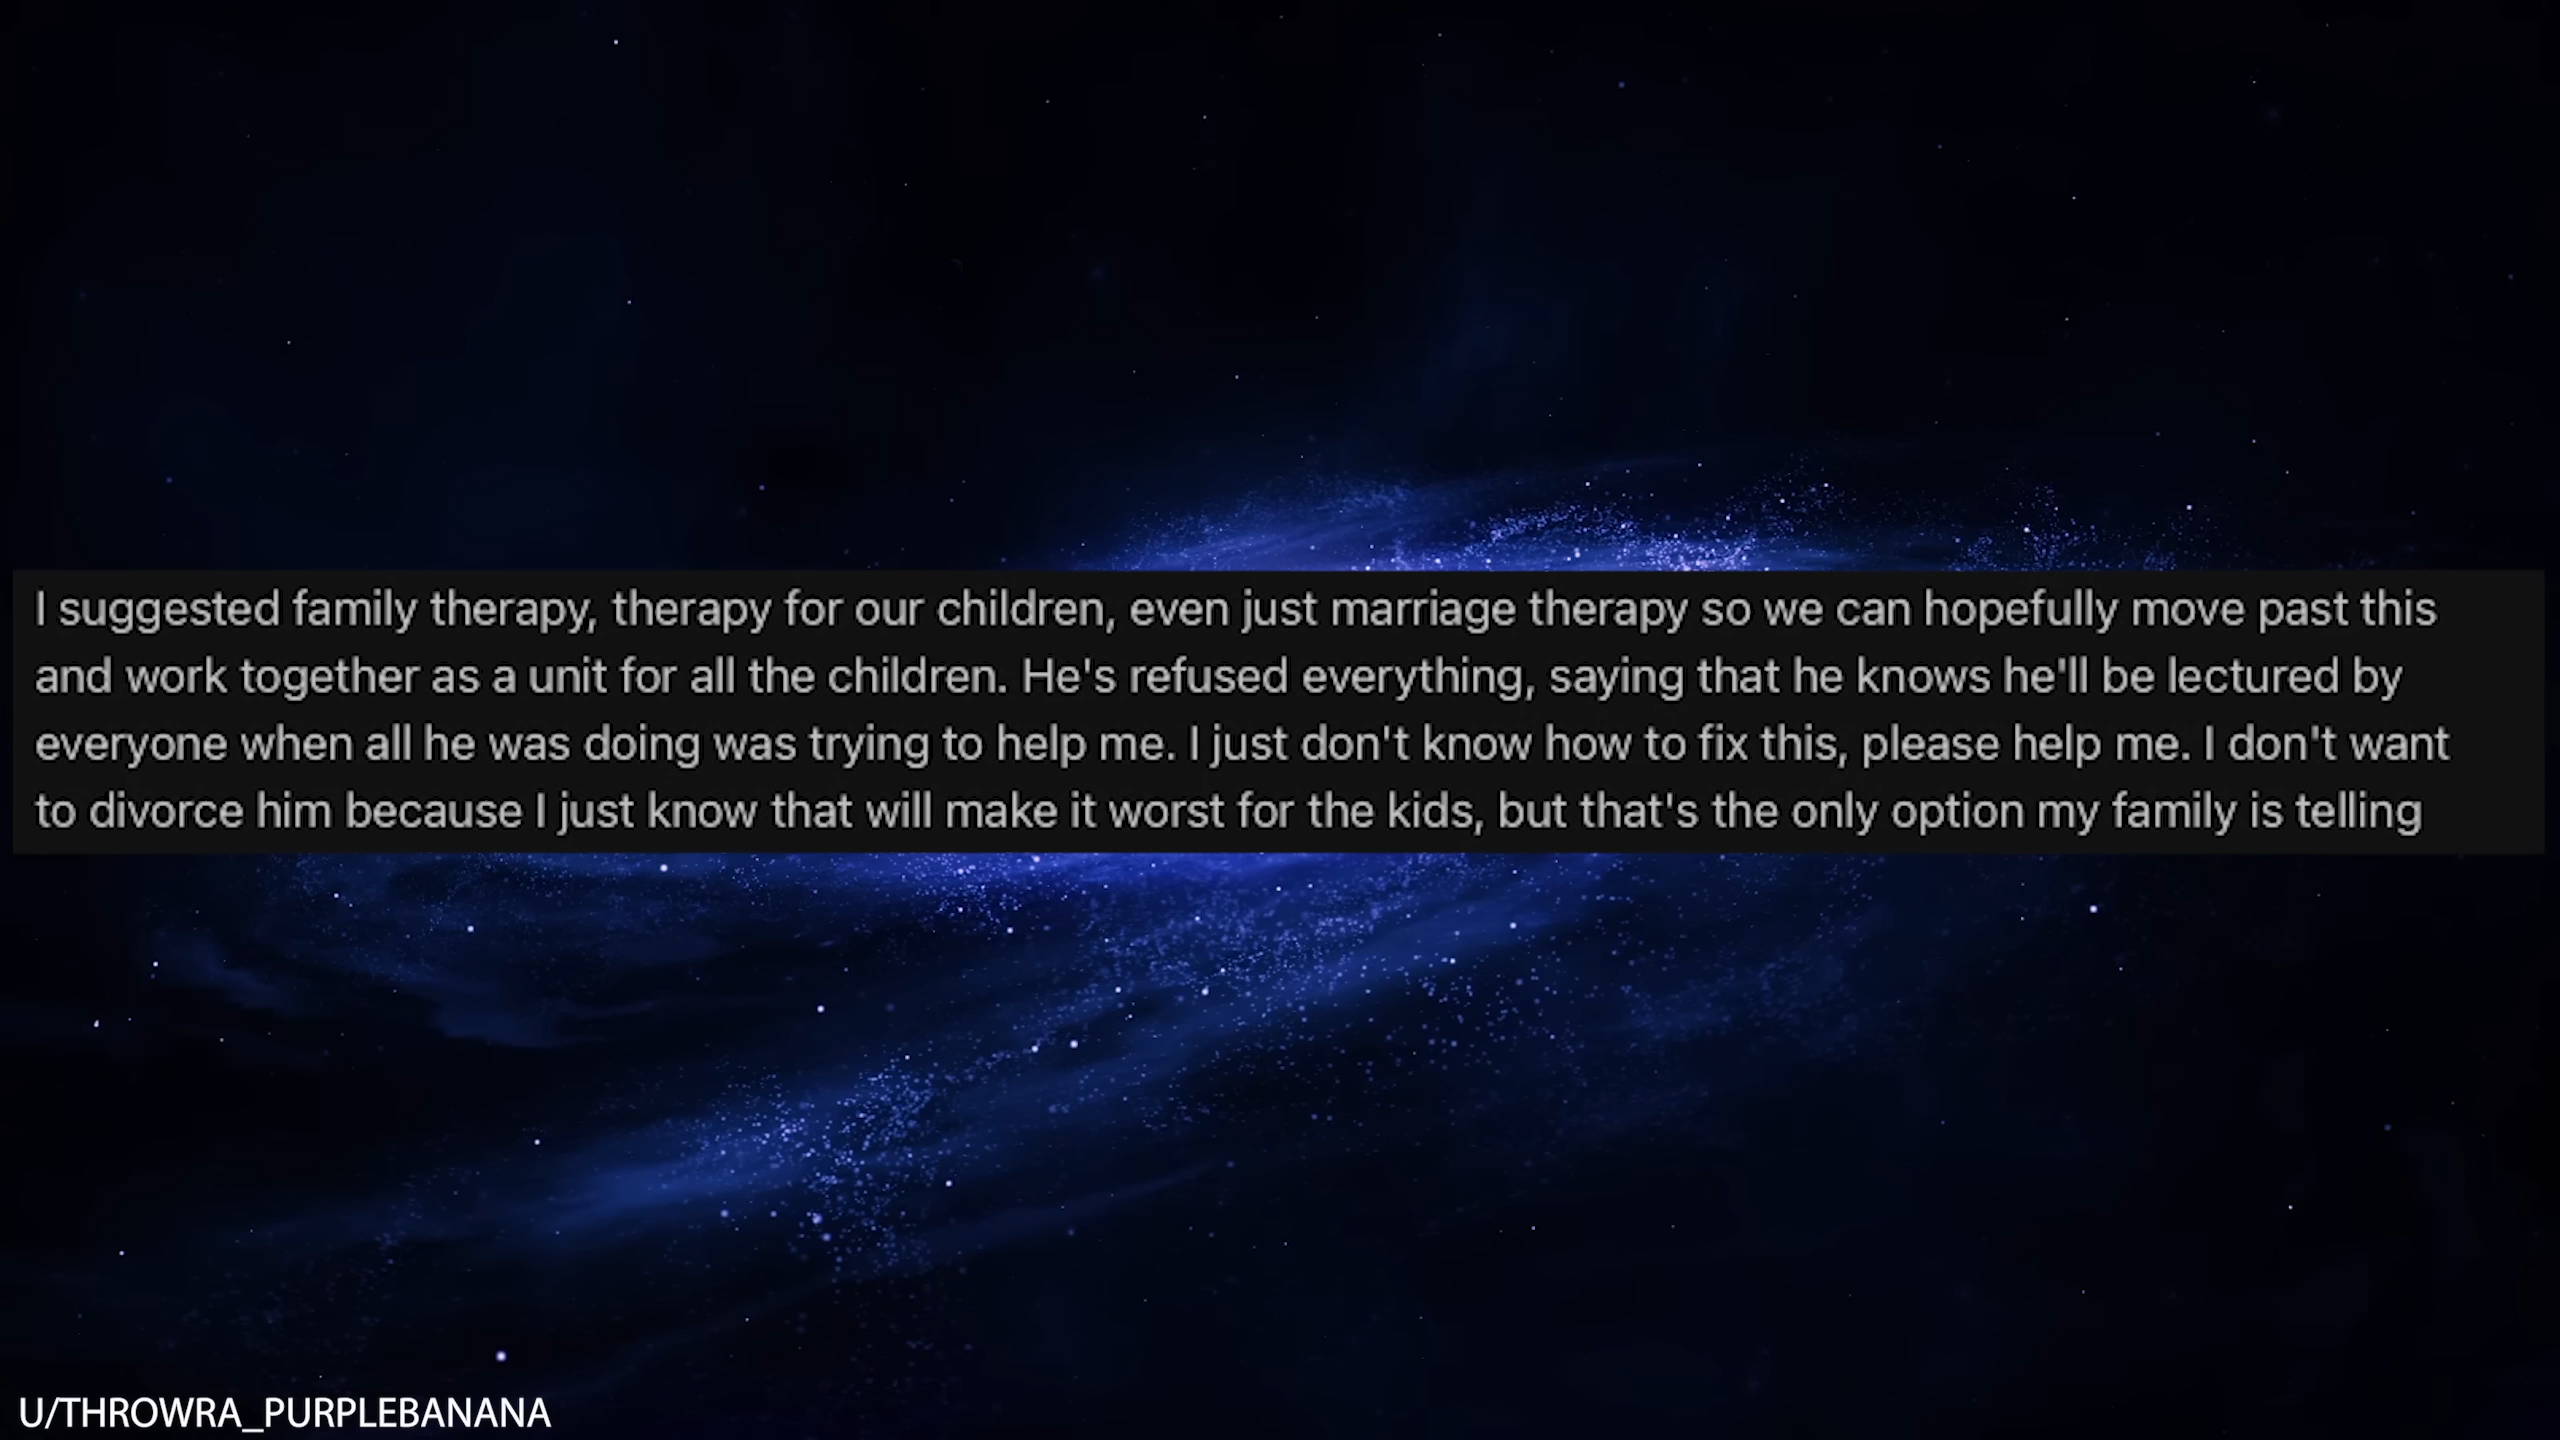 I suggested family therapy, therapy for our children, even just marriage therapy so we can hopefully move past this
and work together as a unit for all the children. He's refused everything, saying that he knows he'll be lectured by
everyone when all he was doing was trying to help me. I just don't know how to fix this, please help me. I don't want
to divorce him because I just know that will make it worst for the kids, but that's the only option my family is telling
U/THROWRA_PURPLEBANANA